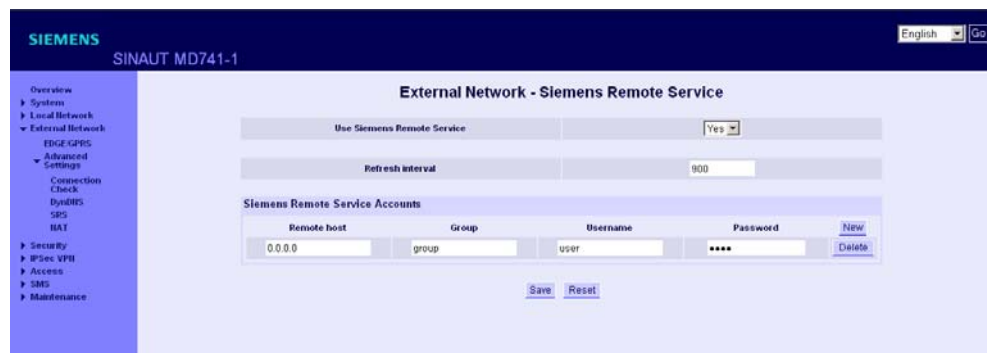 SIEMENS
SINAUT MD741-1
English
Go
Overview
System
Local Network
External Network
EDGE/GPRS
Advanced
Settings
Connection
Check
DynDNS
SRS
NAT
Security
IPSec VPN
Access
SMS
Maintenance
External Network - Siemens Remote Service
Use Siemens Remote Service Yes
Refresh interval 900
Siemens Remote Service Accounts
Remote host Group Username Password New
0.0.0.0 group user •••• Delete
Save Reset